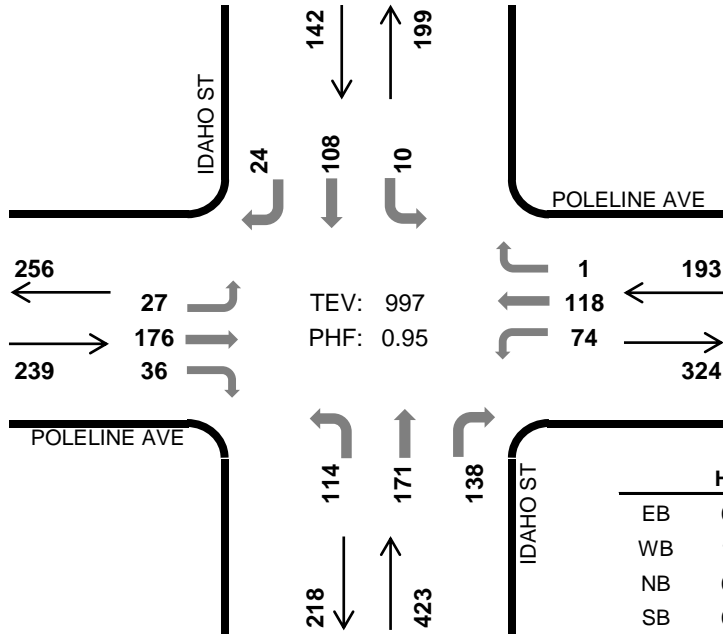 142
199
IDAHO ST
24
108
10
POLELINE AVE
256
1
193
27
TEV: 997
118
176
PHF: 0.95
74
239
36
324
POLELINE AVE
114
171
138
IDAHO ST
EB
WB
NB
SB
218
423